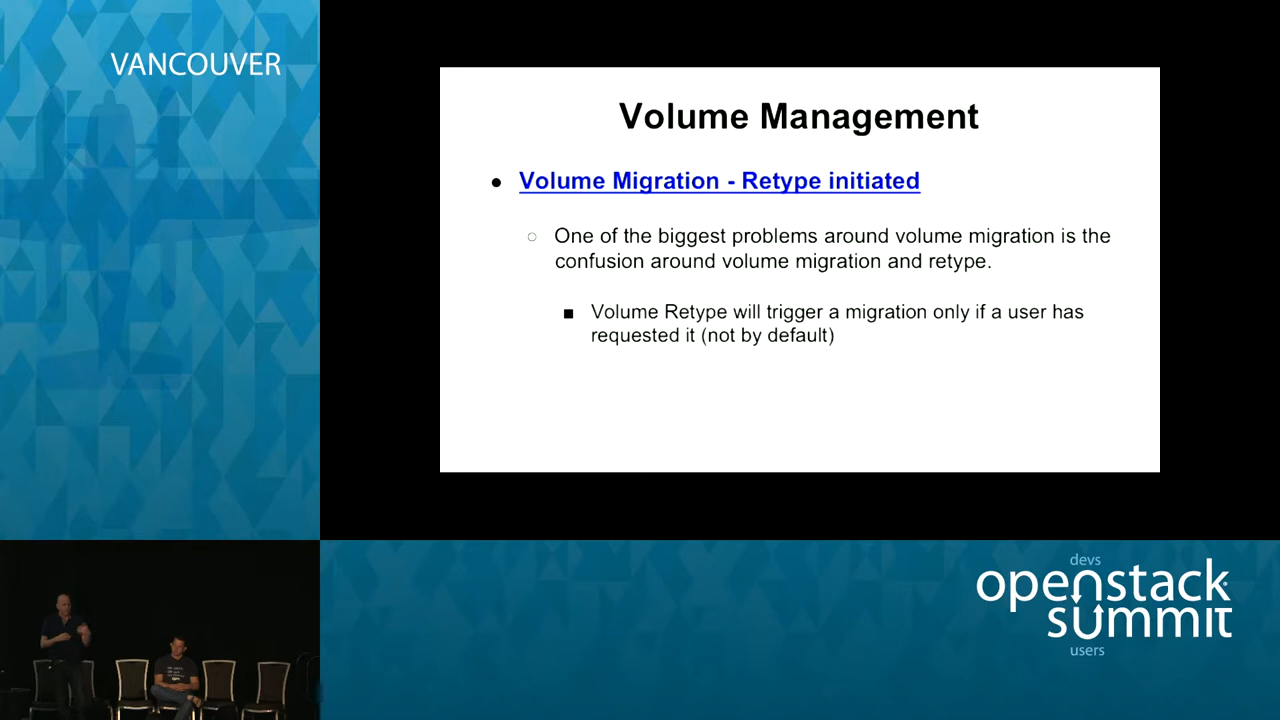 VANCOUVER
Volume Management
● Volume Migration - Retype initiated
○ One of the biggest problems around volume migration is the
confusion around volume migration and retype.
■ Volume Retype will trigger a migration only if a user has
requested it (not by default)
devs
openstack
summit
users